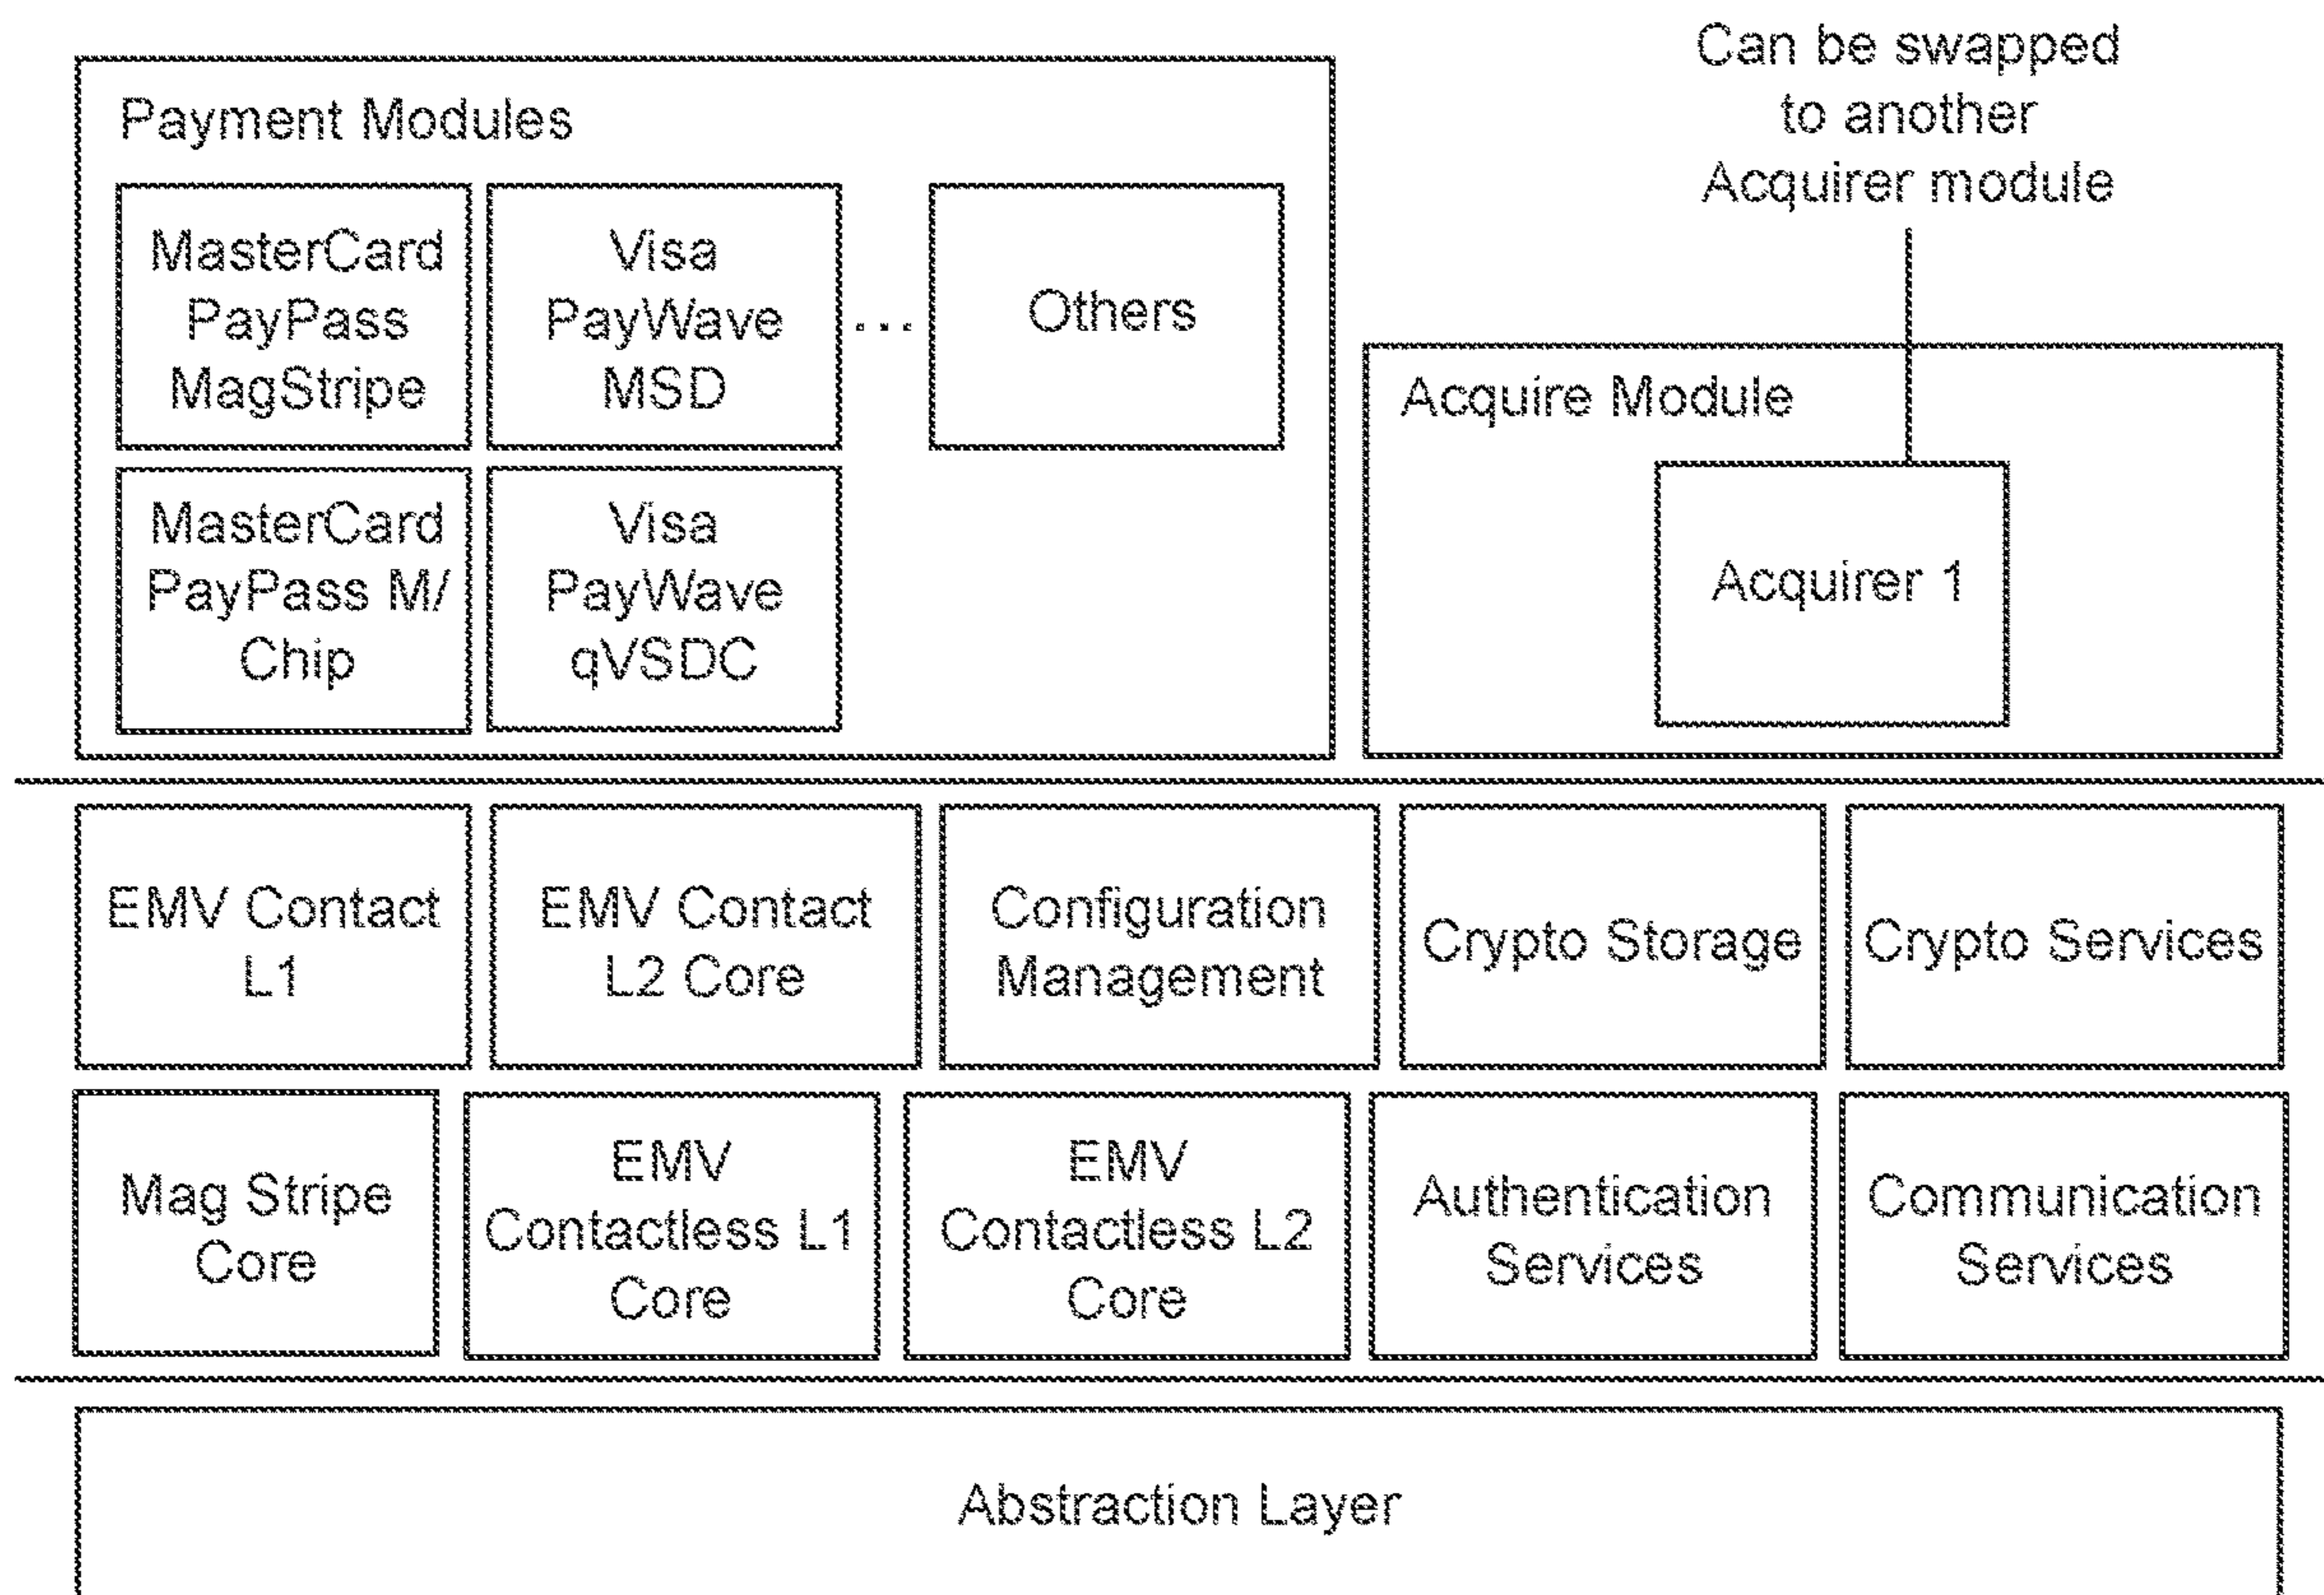 Can be swapped
to another
Acquirer module
Payment Modules
MasterCard
PayPass
MagStripe
Visa
PayWave
MSD
...
Others
MasterCard
PayPass M/
Chip
Visa
PayWave
qVSDC
Acquire Module
Acquirer 1
EMV Contact
L1
EMV Contact
L2 Core
Configuration
Management
Crypto Storage
Crypto Services
Mag Stripe
Core
EMV
Contactless L1
Core
EMV
Contactless L2
Core
Authentication
Services
Communication
Services
Abstraction Layer